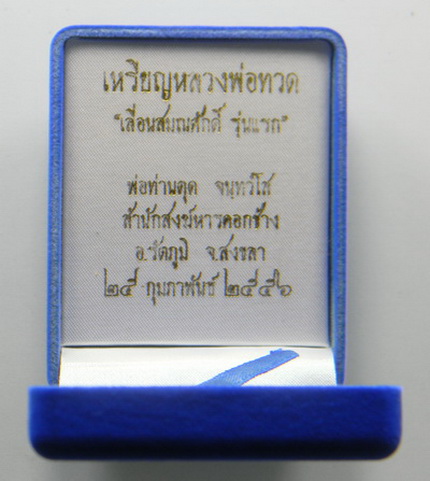 เหรียญหลวงพ่อทวด
"เลื่อนสมณศักดิ์ รุ่นแรก"
พ่อท่านตุด จนฺทวํโส
สำนักสงฆ์หารคอกช้าง
อ.รัตภูมิ จ.สงขลา
๒๕ กุมภาพันธ์ ๒๕๕๖